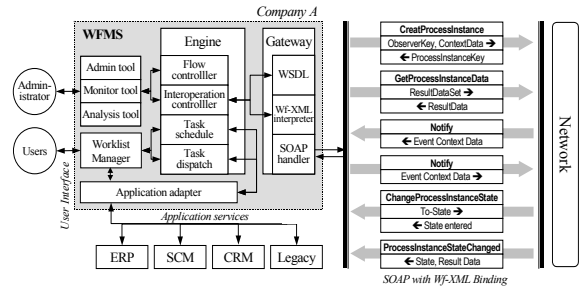 Company A
WFMS
Engine
Gateway
Admin tool
Monitor tool
Analysis tool
Worklist
Manager
Flow
controlller
Interoperation
controlller
Task
schedule
Task
dispatch
WSDL
Wf-XML
interpreter
SOAP
handler
Admini-
strator
Users
User Interface
Application adapter
Application services
ERP
SCM
CRM
Legacy
CreatProcessInstance
ObserverKey, ContextData →
← ProcessInstanceKey
GetProcessInstanceData
ResultDataSet →
← ResultData
Notify
← Event Context Data
Notify
Event Context Data →
ChangeProcessInstanceState
To-State →
← State entered
ProcessInstanceStateChanged
← State, Result Data
SOAP with Wf-XML Binding
Network